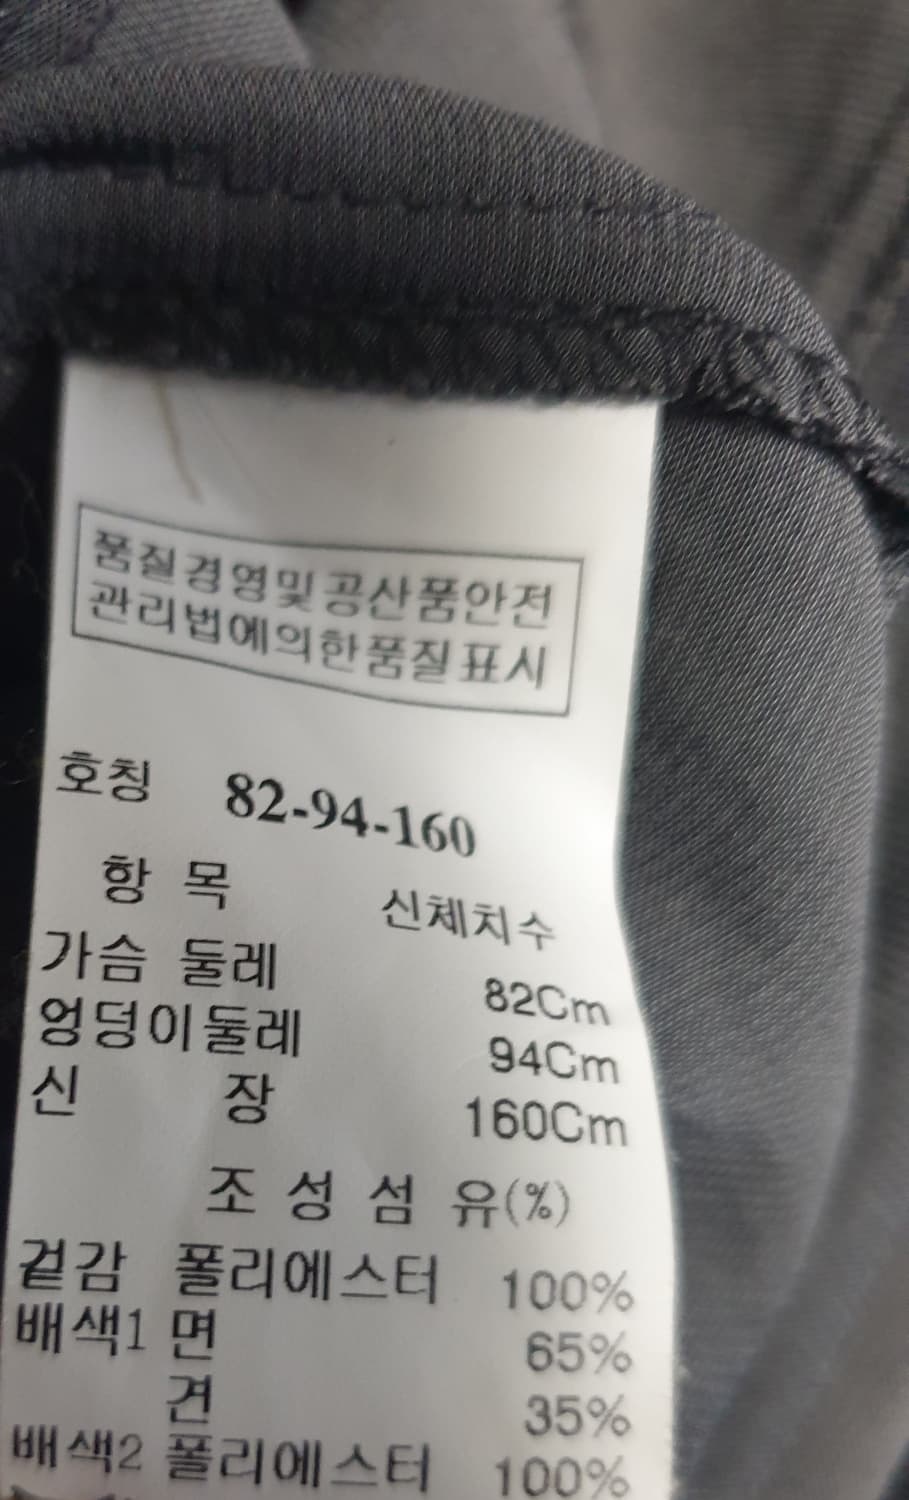 품질경영및공산품안전
관리법에의한품질표시
호칭 82-94-160
항 목 신체치수
가슴 둘레 82Cm
엉덩이둘레 94Cm
신 장 160Cm
조 성 섬 유(%)
겉감 폴리에스터 100%
배색1 면 65%
견 35%
배색2 폴리에스터 100%